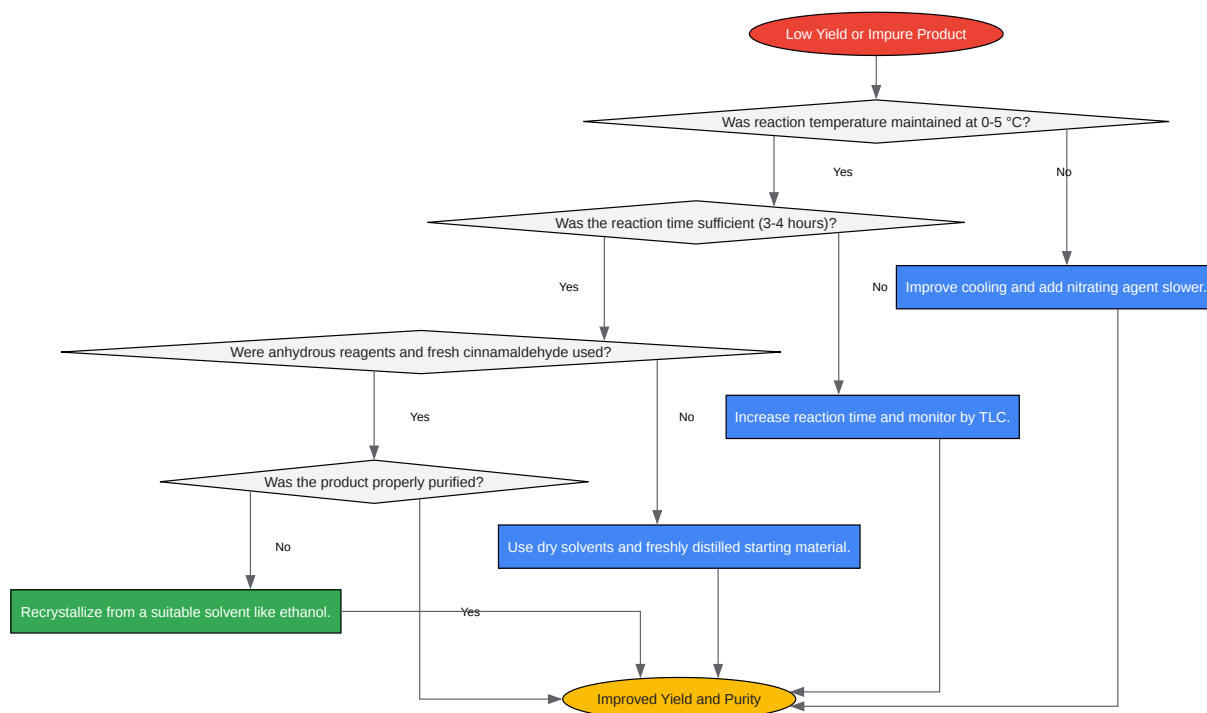 Low Yield or Impure Product
Was reaction temperature maintained at 0-5 °C?
Yes
No
Was the reaction time sufficient (3-4 hours)?
Yes
No
Improve cooling and add nitrating agent slower.
Were anhydrous reagents and fresh cinnamaldehyde used?
Yes
No
Increase reaction time and monitor by TLC.
Was the product properly purified?
No
Use dry solvents and freshly distilled starting material.
Recrystallize from a suitable solvent like ethanol.
Yes
Improved Yield and Purity